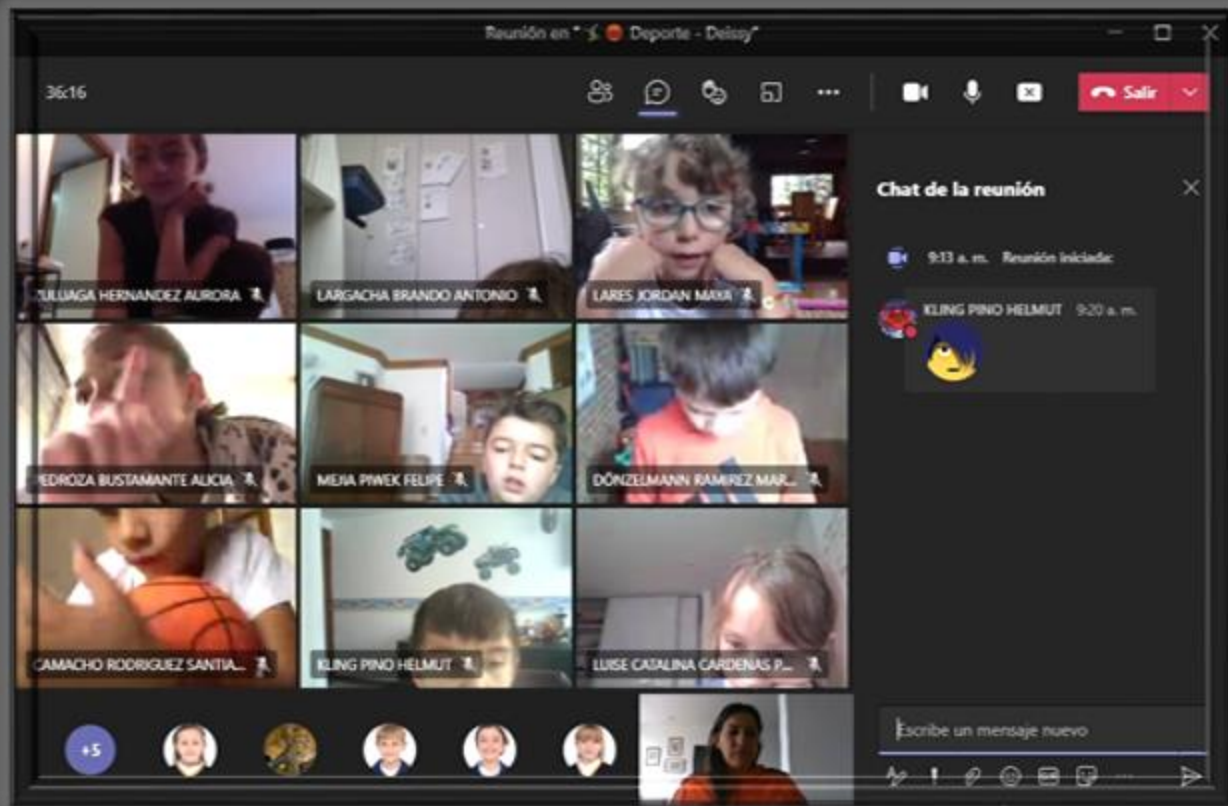 Reunión en " Deporte - Deissy"
36:16
Salir
ZULUAGA HERNANDEZ AURORA
LARGACHA BRANDO ANTONIO
LARES JORDAN MAYA
PEDROZA BUSTAMANTE ALICIA
MEJIA PIWEK FELIPE
DÖNZELMANN RAMIREZ MAR...
CAMACHO RODRIGUEZ SANTIA...
KLING PINO HELMUT
LUISE CATALINA CARDENAS P...
+5
Chat de la reunión
9:13 a. m. Reunión iniciada:
KLING PINO HELMUT 9:20 a. m.
Escribe un mensaje nuevo